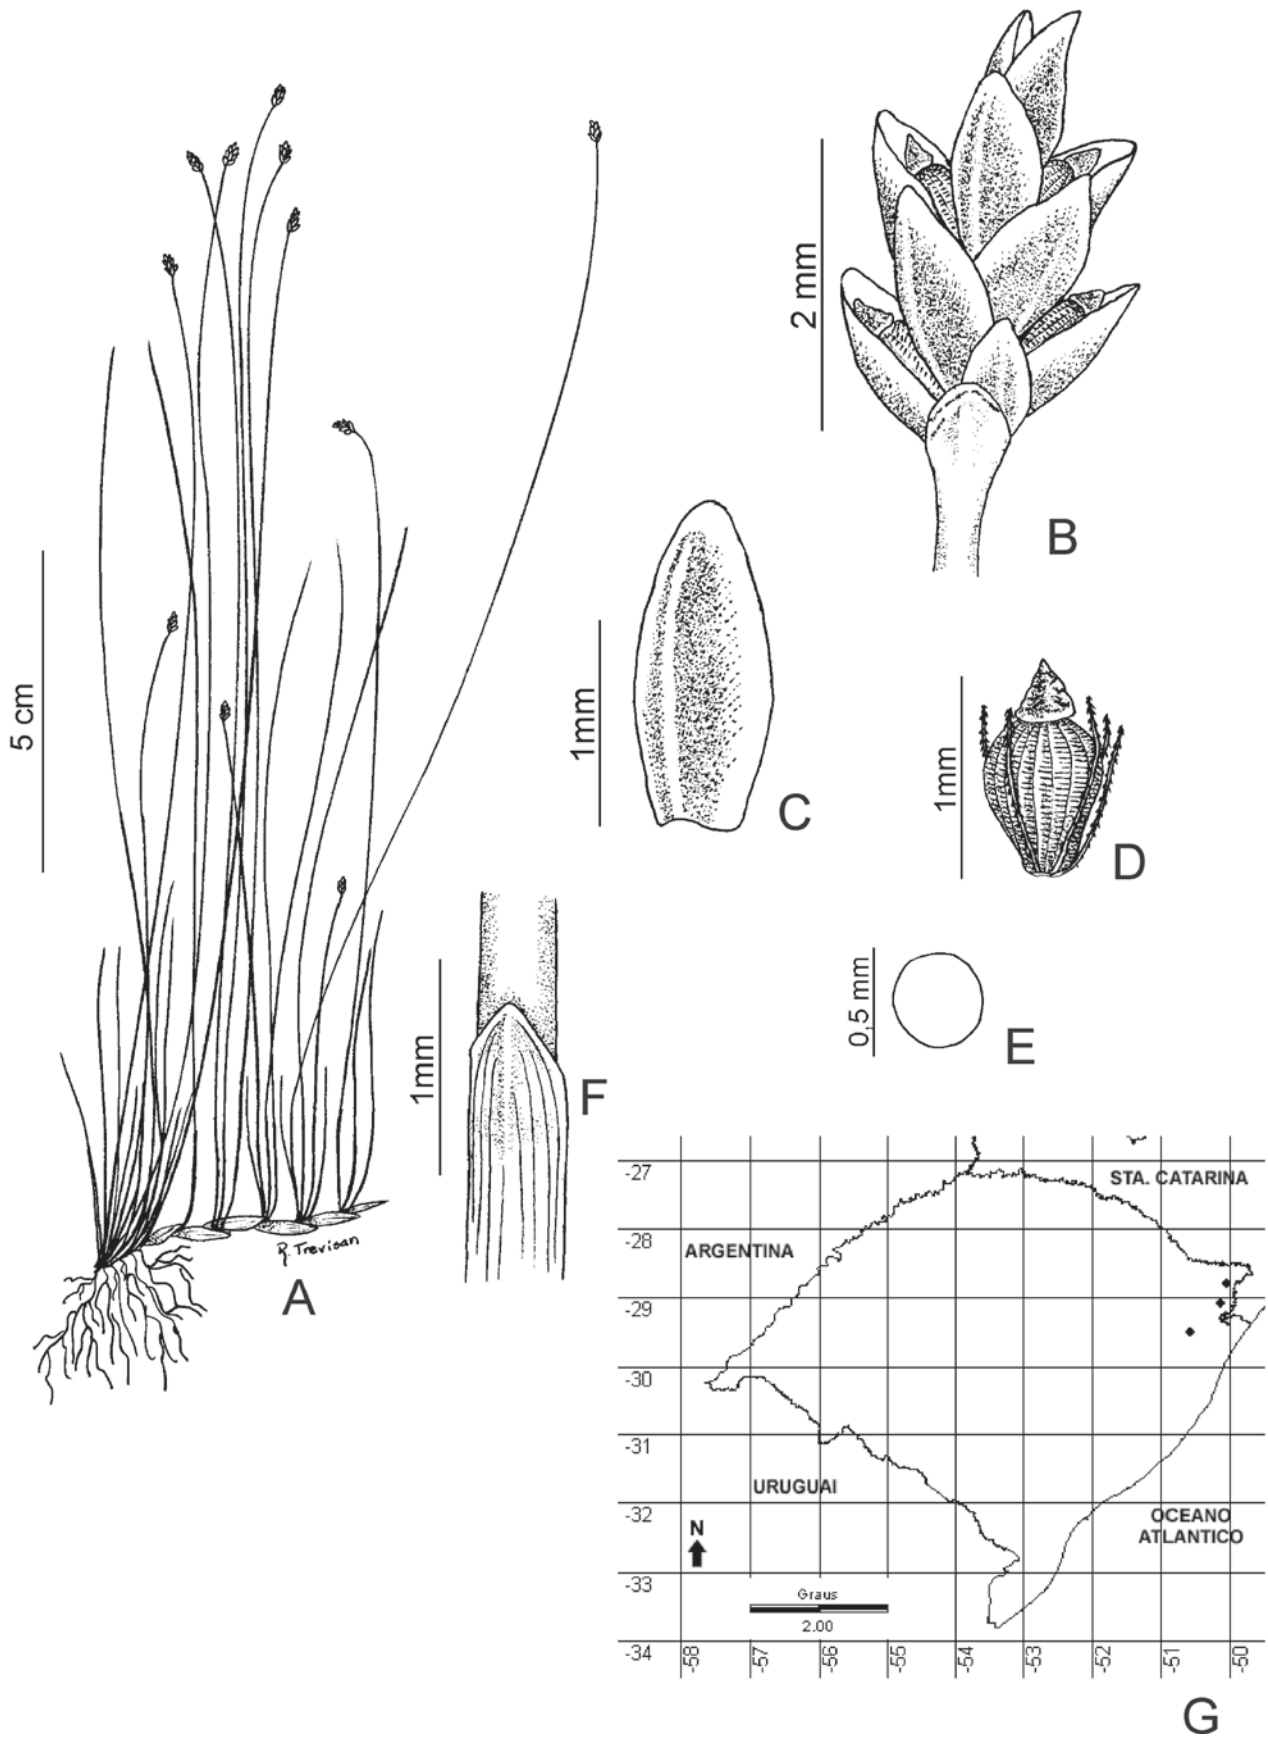 2 mm
B
5 cm
1mm
C
1mm
D
0,5 mm
E
1mm
F
R. Trevisan
A
-27
STA. CATARINA
-28
ARGENTINA
-29
-30
-31
URUGUAI
-32
OCEANO
ATLANTICO
N
-33
Graus
2.00
-34
-58
-57
-56
-55
-54
-53
-52
-51
-50
G